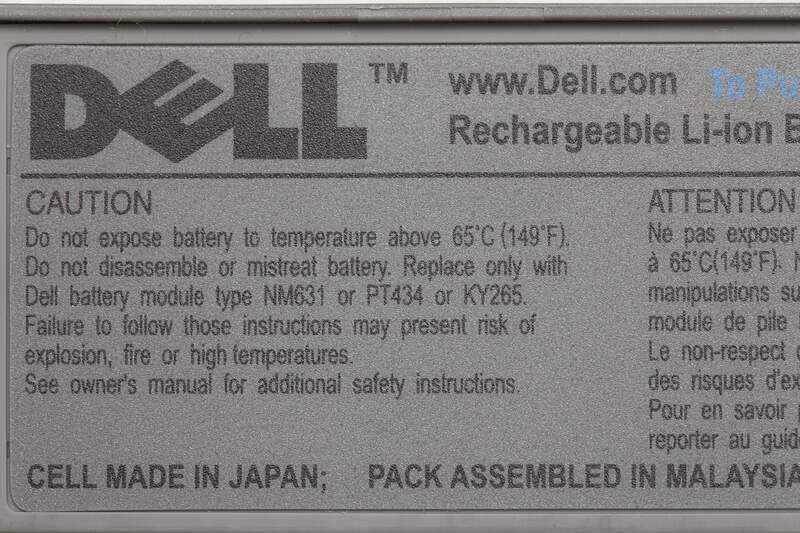 DELL™
www.Dell.com To Pu
Rechargeable Li-ion B
CAUTION
Do not expose battery to temperature above 65°C (149°F).
Do not disassemble or mistreat battery. Replace only with
Dell battery module type NM631 or PT434 or KY265.
Failure to follow those instructions may present risk of
explosion, fire or high temperatures.
See owner's manual for additional safety instructions.
ATTENTION
Ne pas exposer
à 65°C(149°F). N
manipulations su
module de pile
Le non-respect
des risques d'ex
Pour en savoir
reporter au guid
CELL MADE IN JAPAN; PACK ASSEMBLED IN MALAYSIA